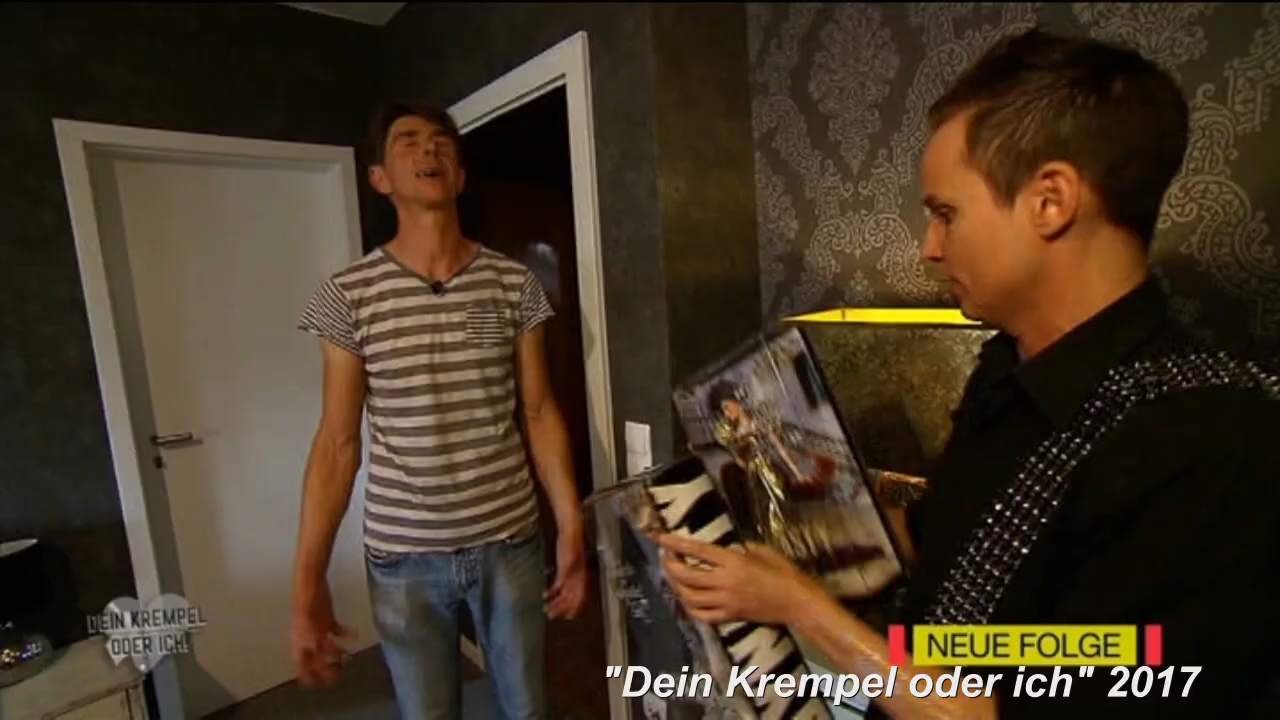 DEIN KREMPEL
ODER ICH!
NEUE FOLGE
"Dein Krempel oder ich" 2017